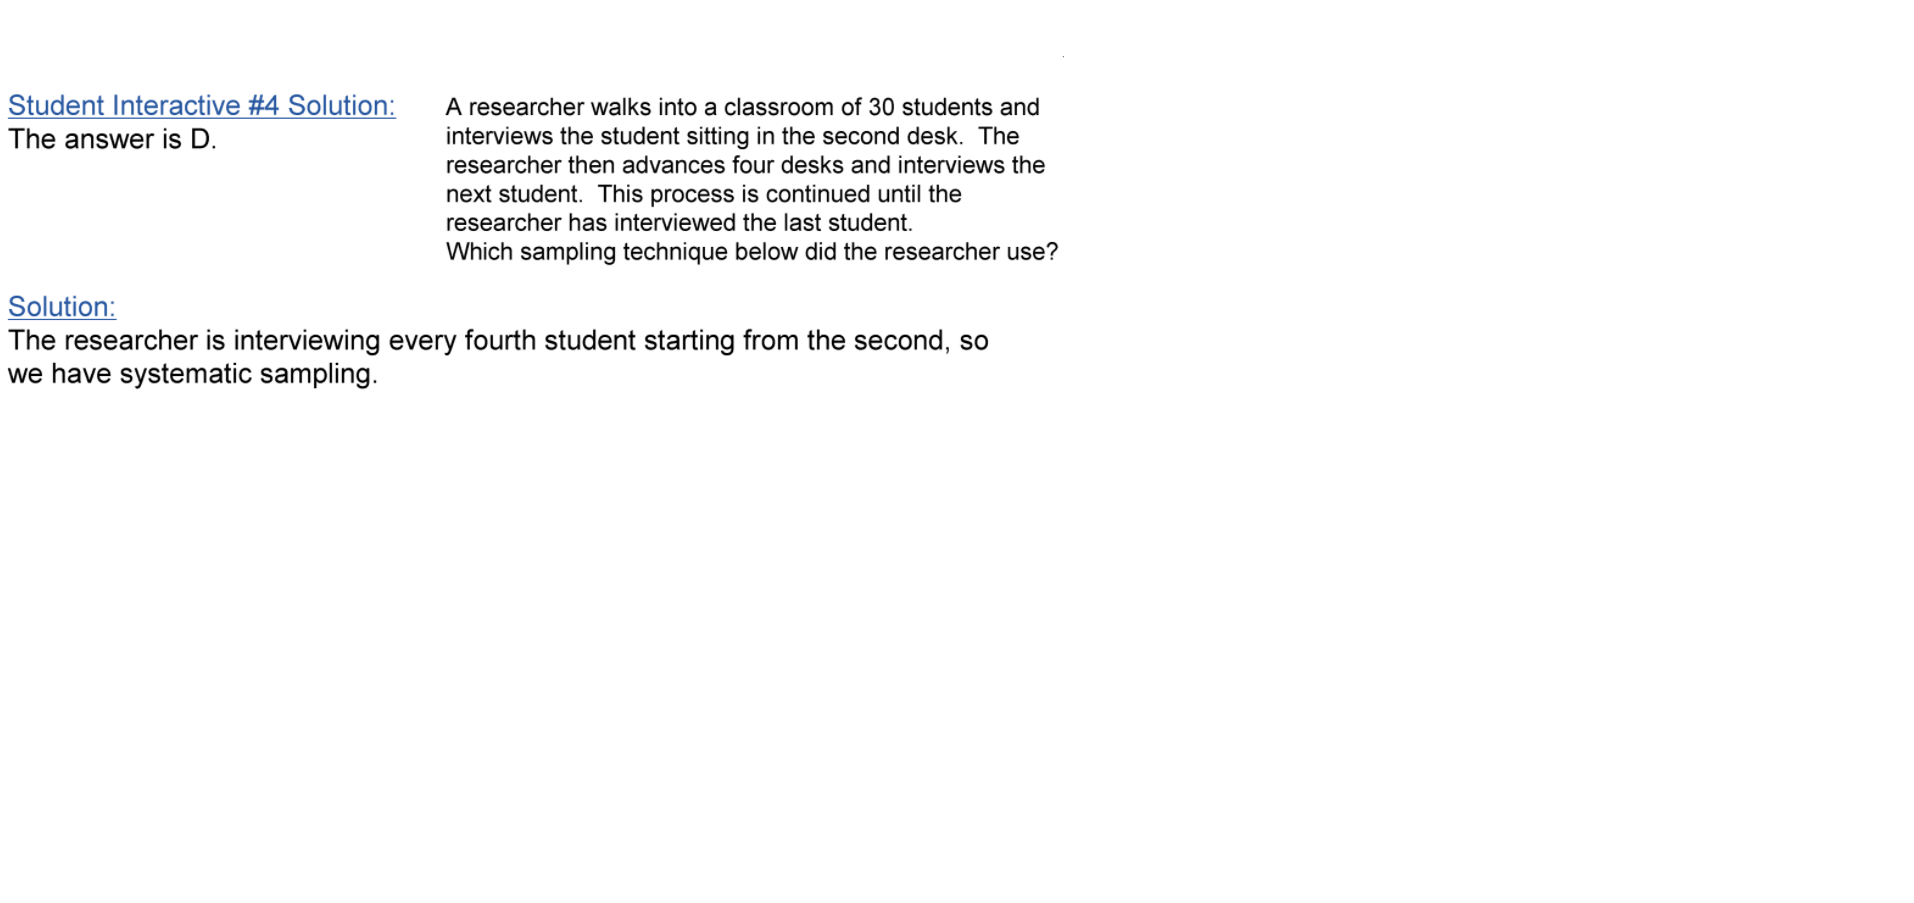 Student Interactive #4 Solution:
The answer is D.
A researcher walks into a classroom of 30 students and
interviews the student sitting in the second desk.  The
researcher then advances four desks and interviews the
next student.  This process is continued until the
researcher has interviewed the last student.
Which sampling technique below did the researcher use?
Solution:
The researcher is interviewing every fourth student starting from the second, so
we have systematic sampling.